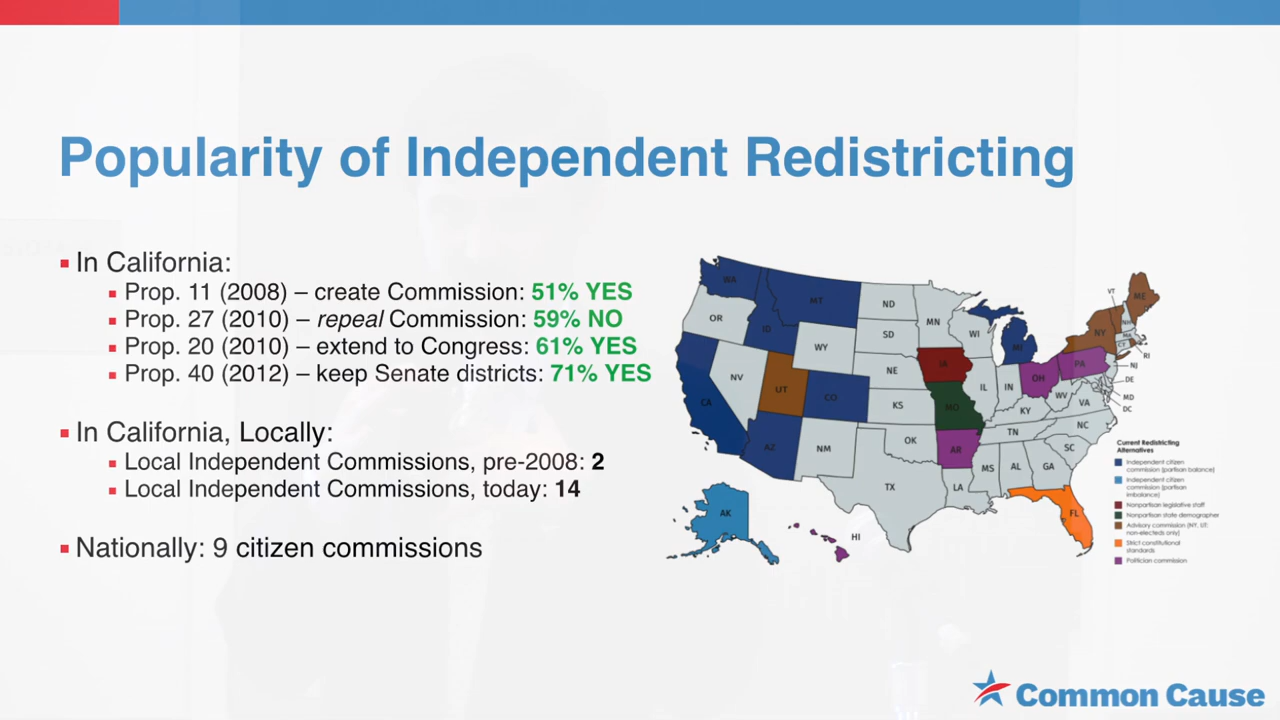 Popularity of Independent Redistricting
In California:
Prop. 11 (2008) – create Commission: 51% YES
Prop. 27 (2010) – repeal Commission: 59% NO
Prop. 20 (2010) – extend to Congress: 61% YES
Prop. 40 (2012) – keep Senate districts: 71% YES
In California, Locally:
Local Independent Commissions, pre-2008: 2
Local Independent Commissions, today: 14
Nationally: 9 citizen commissions
WA
MT
ND
MN
VT
ME
OR
ID
SD
WI
MI
NY
NH
MA
CT
RI
WY
IA
NE
PA
NJ
NV
UT
CO
IL
IN
OH
DE
MD
DC
CA
KS
MO
KY
WV
VA
AZ
NM
OK
AR
TN
NC
SC
TX
LA
MS
AL
GA
FL
AK
HI
Current Redistricting
Alternatives
Independent citizen
commission (partisan balance)
Independent citizen
commission (partisan
imbalance)
Nonpartisan legislative staff
Nonpartisan state demographer
Advisory commission (NY, UT:
non-electeds only)
Strict constitutional
standards
Politician commission
Common Cause